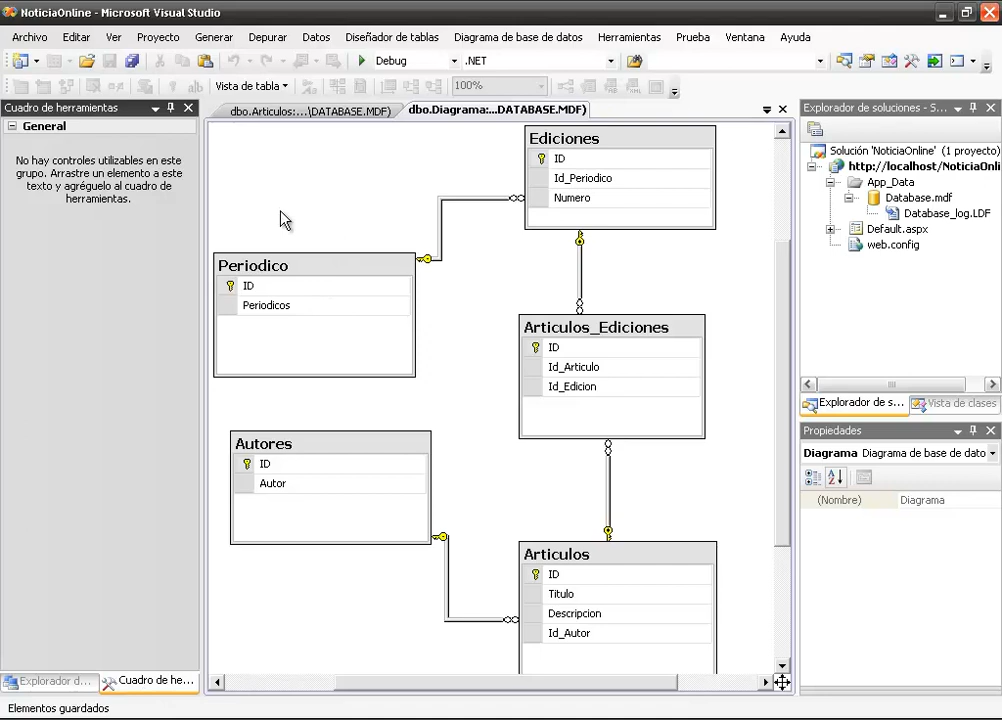 NoticiaOnline - Microsoft Visual Studio
Archivo Editar Ver Proyecto Generar Depurar Datos Diseñador de tablas Diagrama de base de datos Herramientas Prueba Ventana Ayuda
Debug .NET
Vista de tabla 100%
Cuadro de herramientas
General
No hay controles utilizables en este
grupo. Arrastre un elemento a este
texto y agréguelo al cuadro de
herramientas.
Explorador d...
Cuadro de he...
dbo.Articulos:...\DATABASE.MDF)
dbo.Diagrama:...DATABASE.MDF)
Ediciones
ID
Id_Periodico
Numero
Periodico
ID
Periodicos
Articulos_Ediciones
ID
Id_Articulo
Id_Edicion
Autores
ID
Autor
Articulos
ID
Titulo
Descripcion
Id_Autor
Explorador de soluciones - S...
Solución 'NoticiaOnline' (1 proyecto)
http://localhost/NoticiaOnli
App_Data
Database.mdf
Database_log.LDF
Default.aspx
web.config
Explorador de s...
Vista de clases
Propiedades
Diagrama Diagrama de base de dato
(Nombre) Diagrama
Elementos guardados